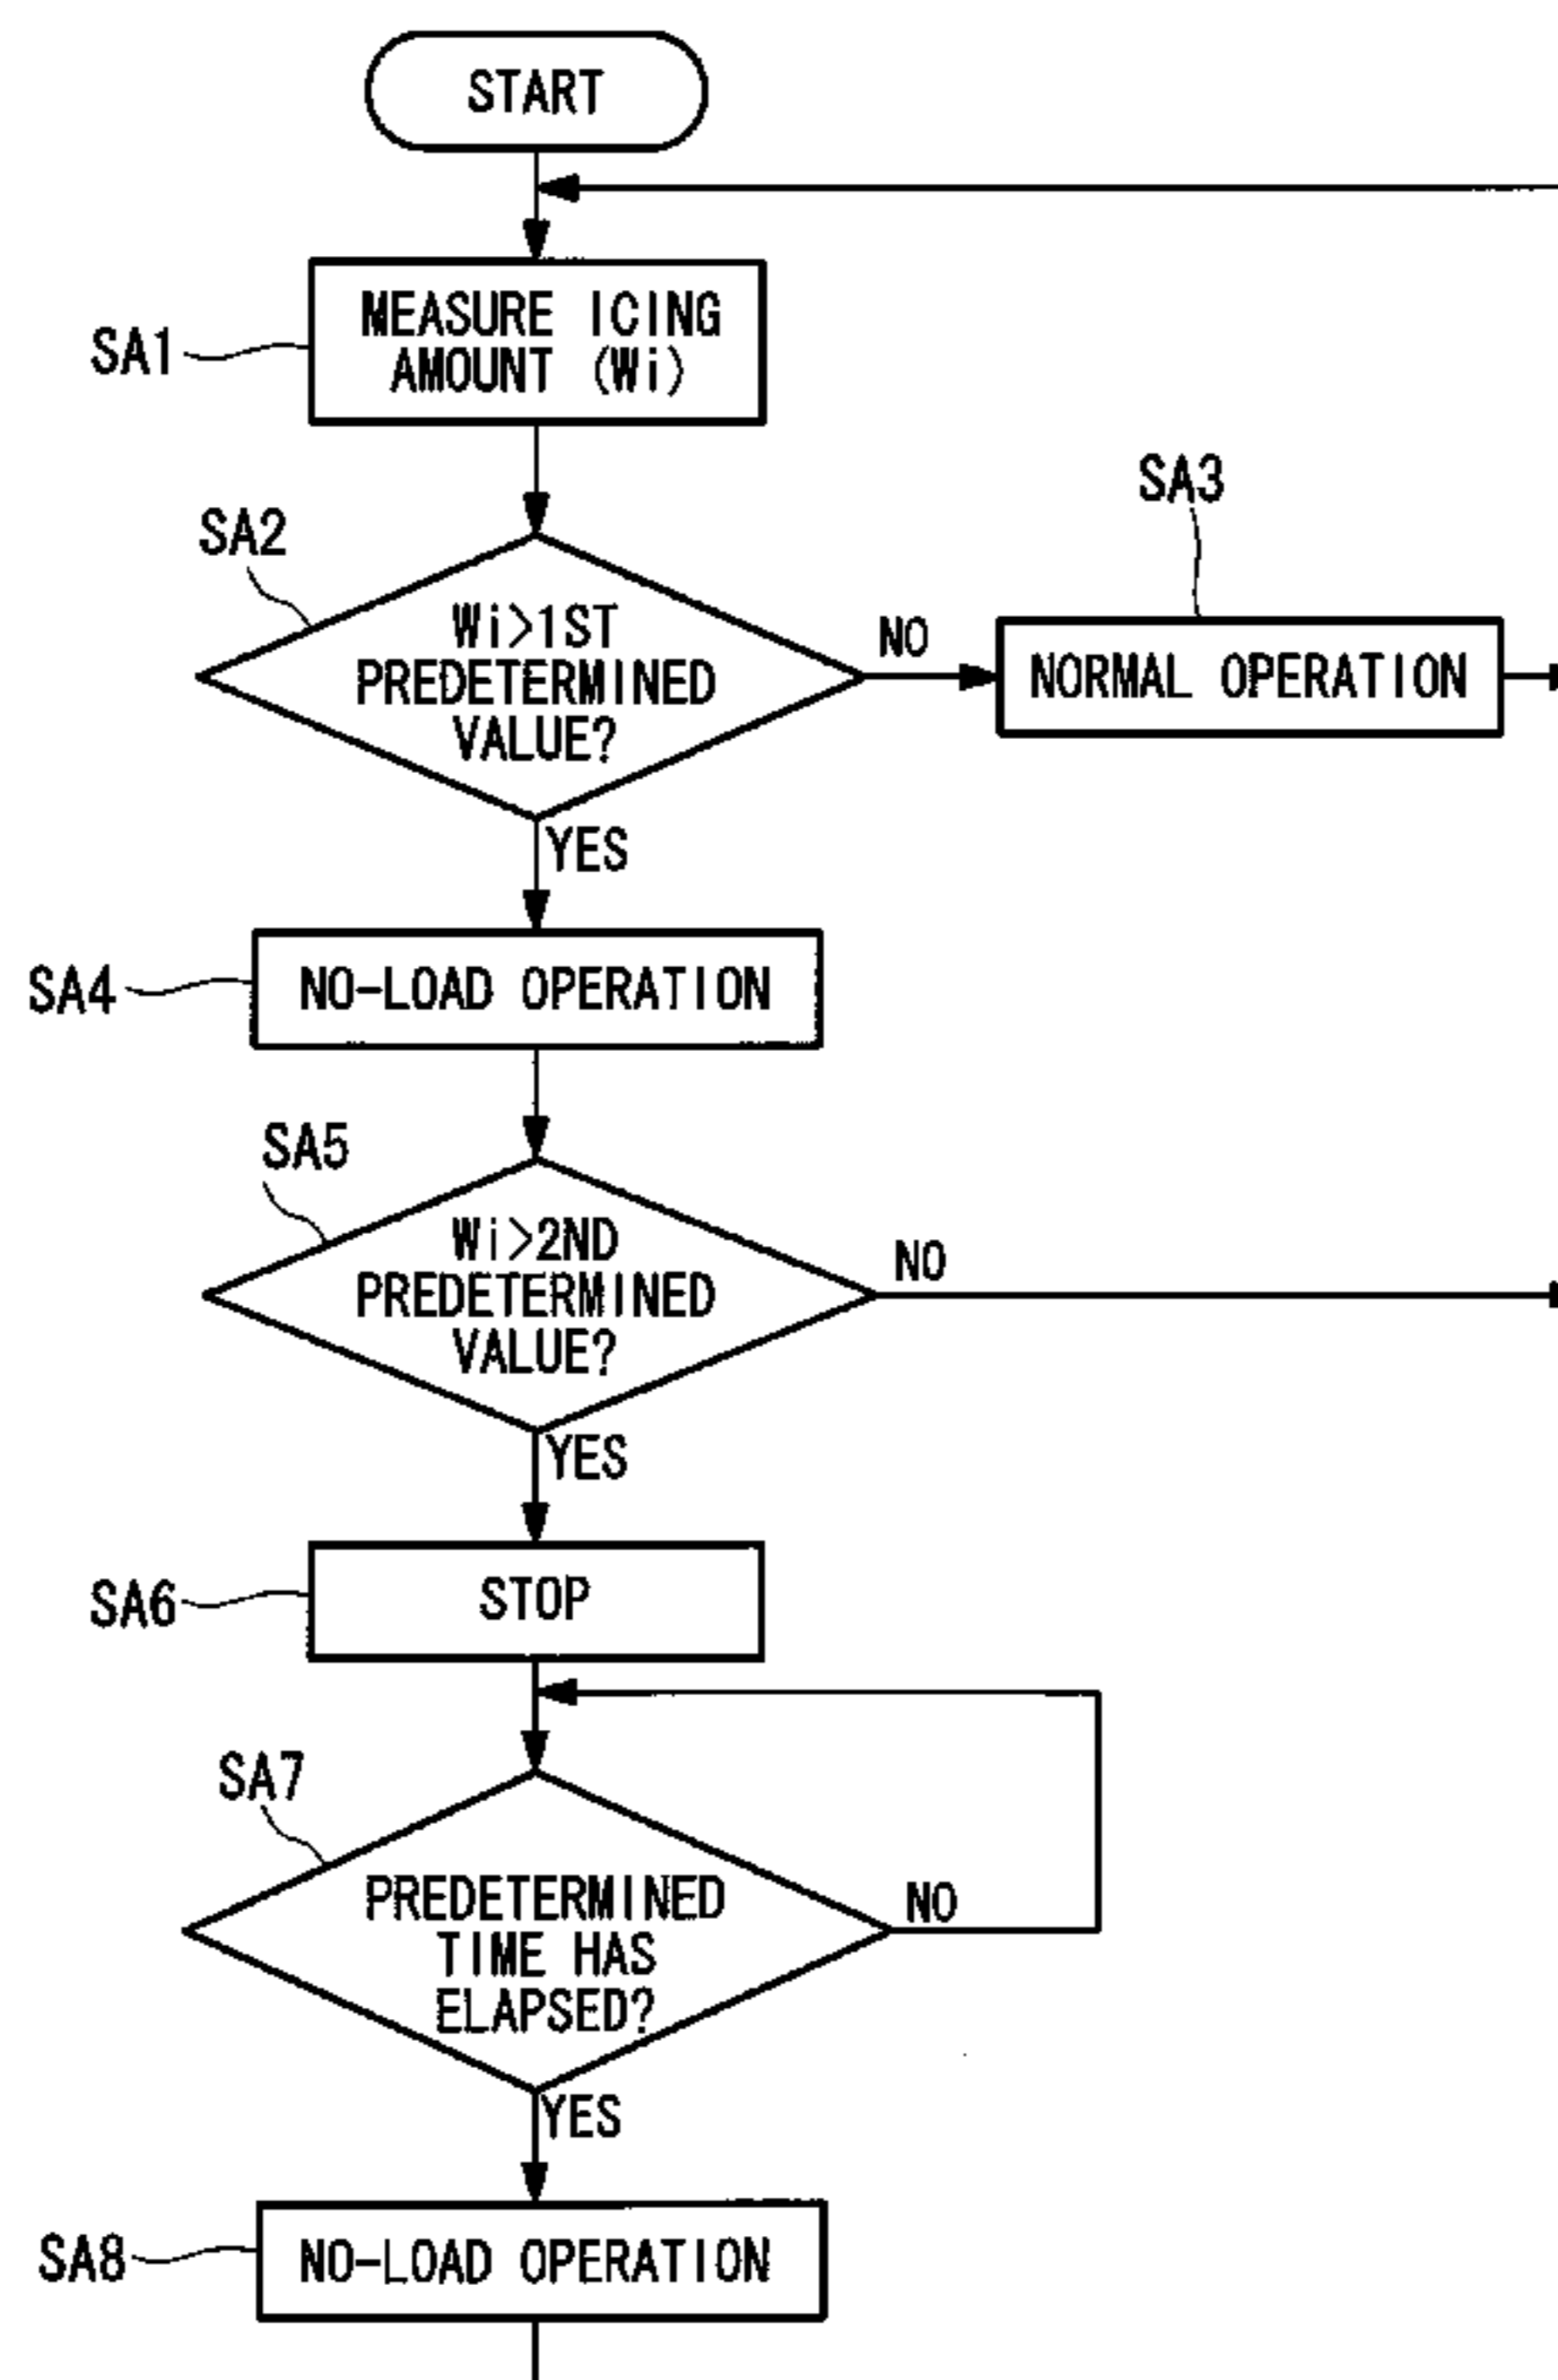 START
SA1
MEASURE ICING
AMOUNT (Wi)
SA2
Wi>1ST
PREDETERMINED
VALUE?
NO
SA3
NORMAL OPERATION
YES
SA4
NO-LOAD OPERATION
SA5
Wi>2ND
PREDETERMINED
VALUE?
NO
YES
SA6
STOP
SA7
PREDETERMINED
TIME HAS
ELAPSED?
NO
YES
SA8
NO-LOAD OPERATION